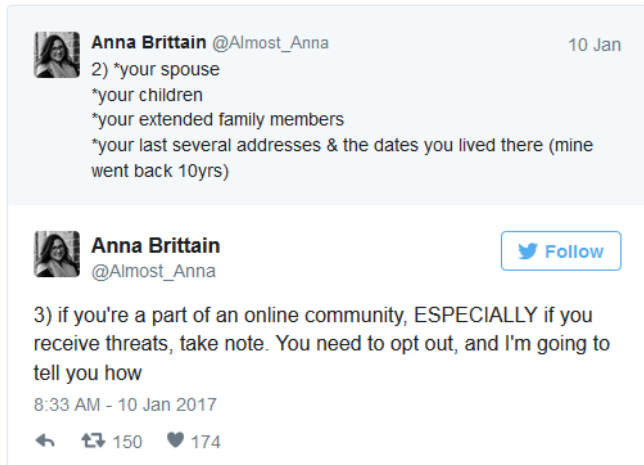 Anna Brittain @Almost_Anna 10 Jan
2) *your spouse
*your children
*your extended family members
*your last several addresses & the dates you lived there (mine
went back 10yrs)
Anna Brittain
Follow
@Almost_Anna
3) if you're a part of an online community, ESPECIALLY if you
receive threats, take note. You need to opt out, and I'm going to
tell you how
8:33 AM - 10 Jan 2017
150 174